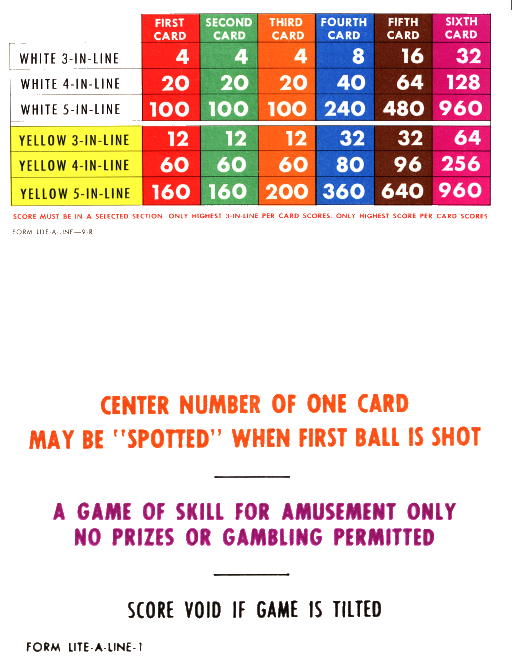 FIRST CARD SECOND CARD THIRD CARD FOURTH CARD FIFTH CARD SIXTH CARD
WHITE 3-IN-LINE 4 4 4 8 16 32
WHITE 4-IN-LINE 20 20 20 40 64 128
WHITE 5-IN-LINE 100 100 100 240 480 960
YELLOW 3-IN-LINE 12 12 12 32 32 64
YELLOW 4-IN-LINE 60 60 60 80 96 256
YELLOW 5-IN-LINE 160 160 200 360 640 960
SCORE MUST BE IN A SELECTED SECTION. ONLY HIGHEST 3-IN-LINE PER CARD SCORES. ONLY HIGHEST SCORE PER CARD SCORES
FORM LITE-A-LINE—9-R
CENTER NUMBER OF ONE CARD
MAY BE "SPOTTED" WHEN FIRST BALL IS SHOT
A GAME OF SKILL FOR AMUSEMENT ONLY
NO PRIZES OR GAMBLING PERMITTED
SCORE VOID IF GAME IS TILTED
FORM LITE-A-LINE-1